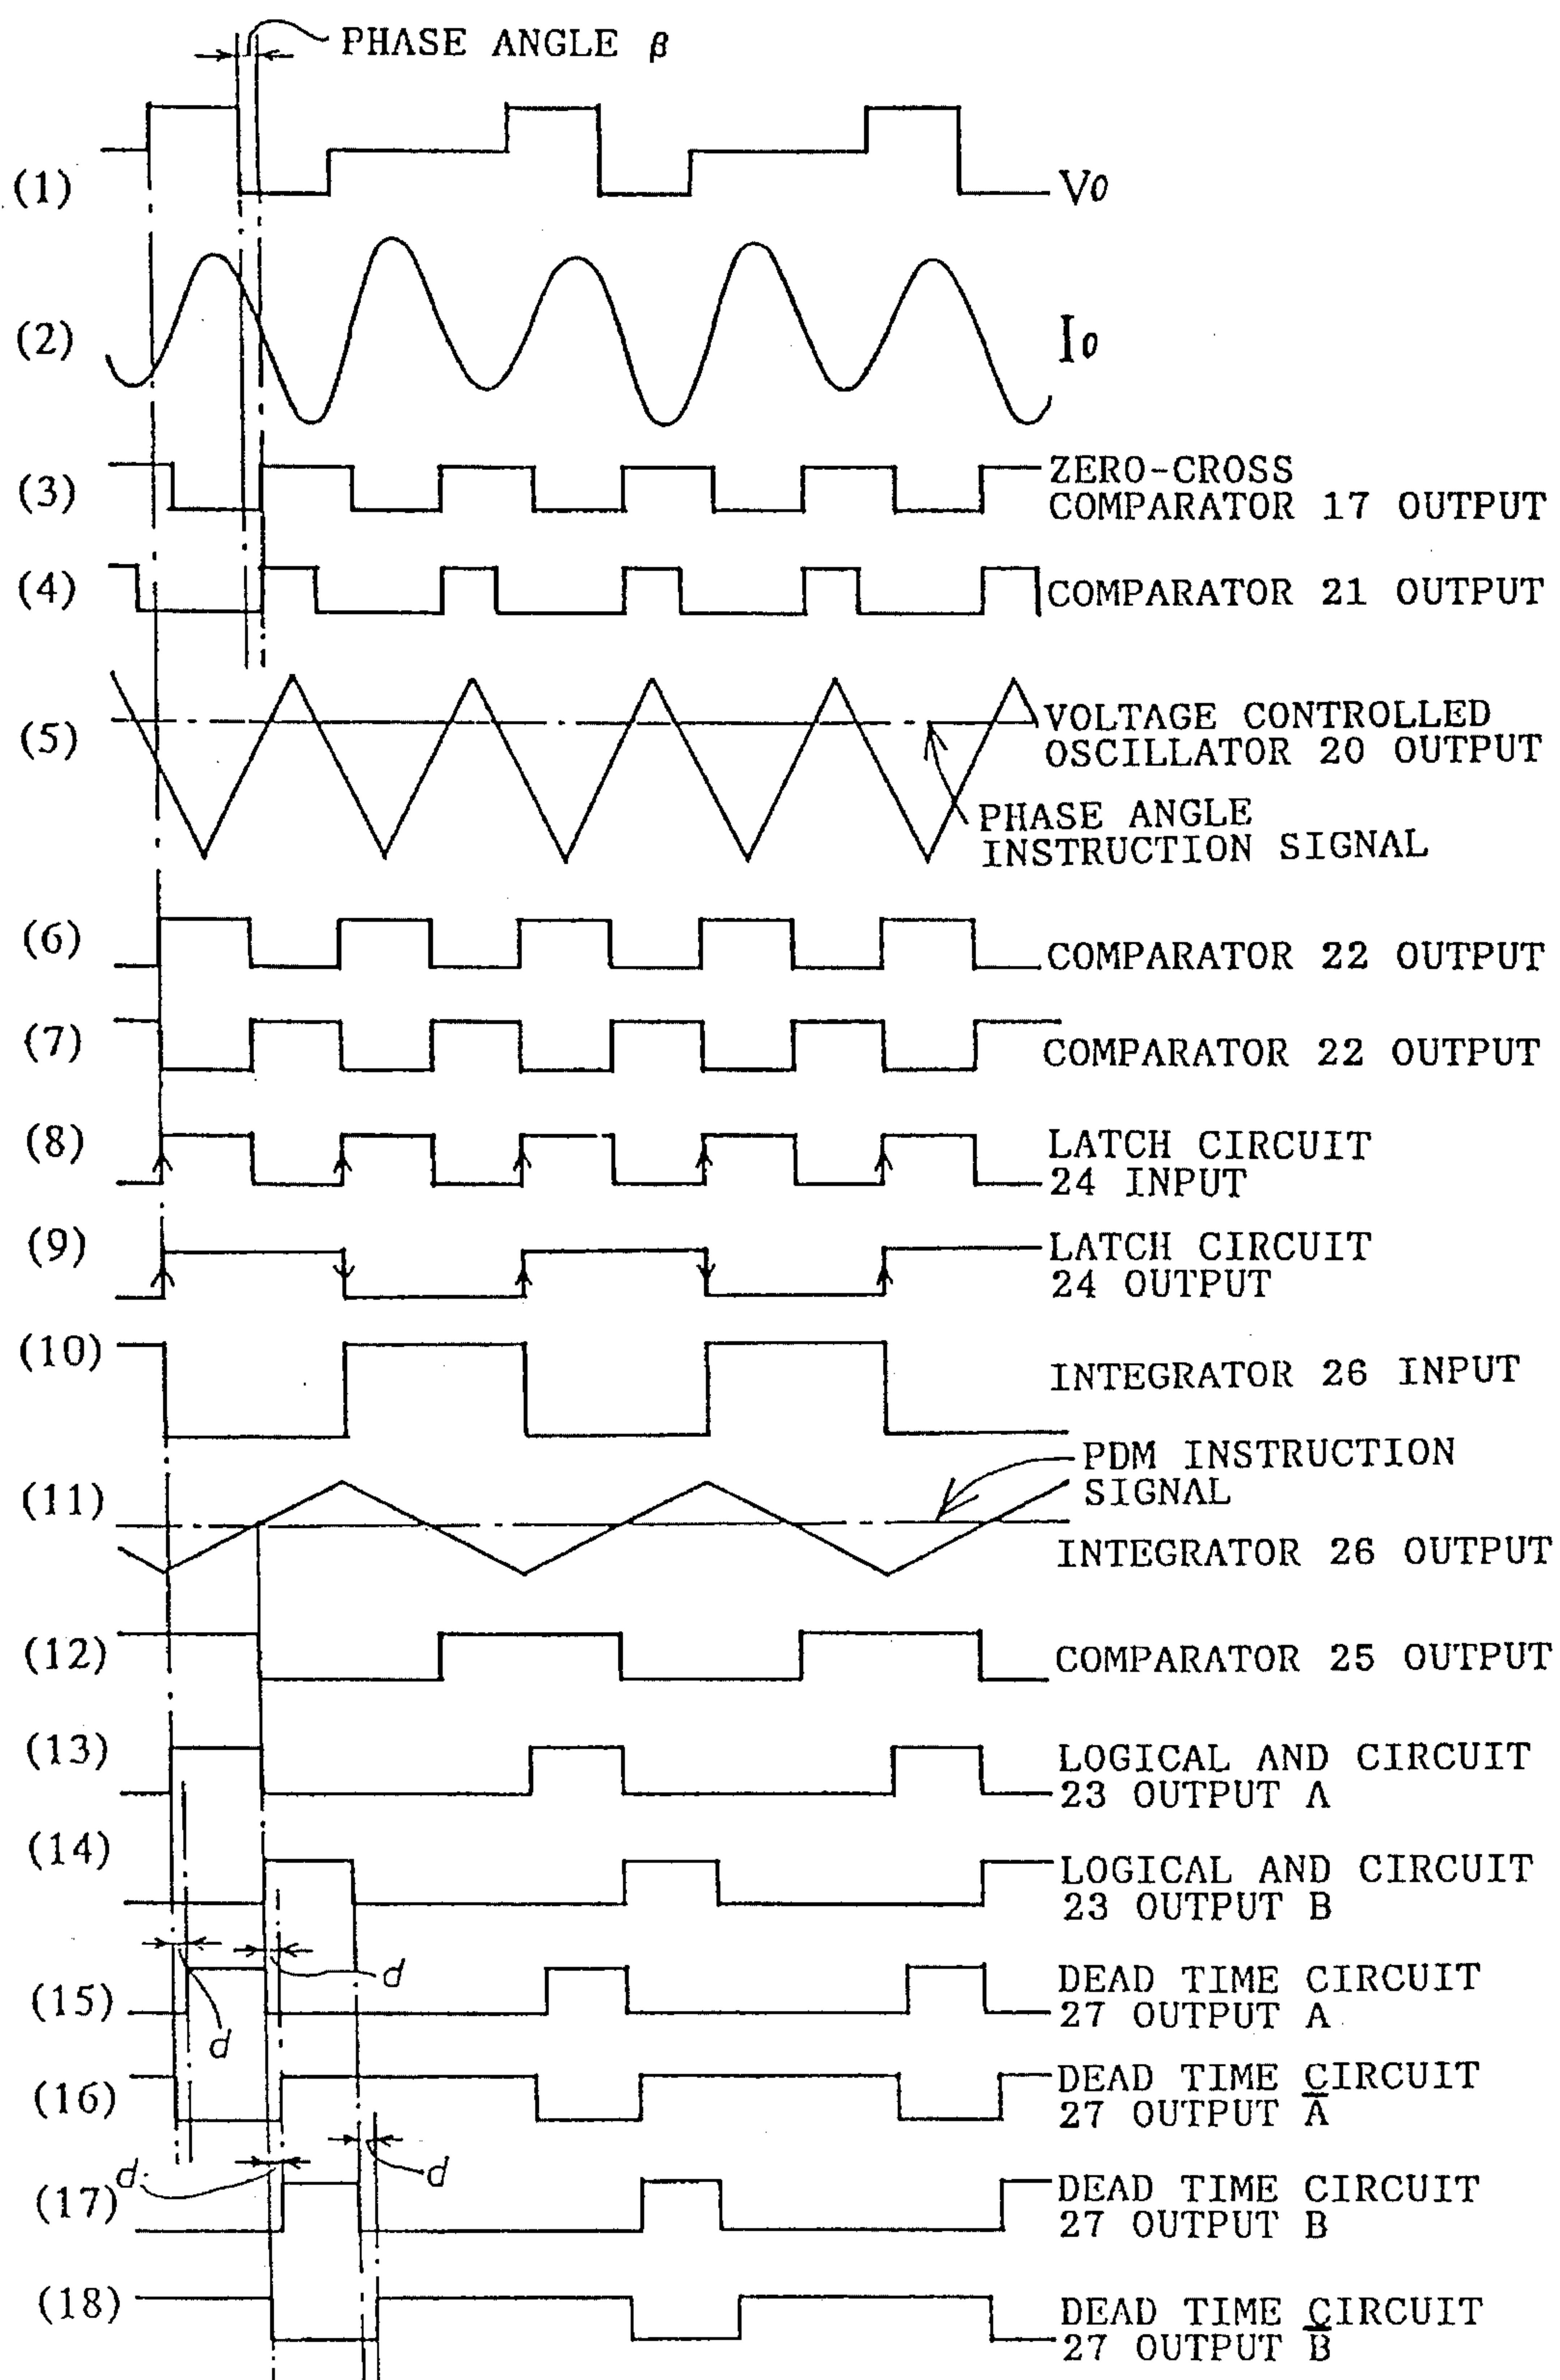 PHASE ANGLE β
(1)
V0
(2)
I0
(3)
ZERO-CROSS
COMPARATOR 17 OUTPUT
(4)
COMPARATOR 21 OUTPUT
(5)
VOLTAGE CONTROLLED
OSCILLATOR 20 OUTPUT
PHASE ANGLE
INSTRUCTION SIGNAL
(6)
COMPARATOR 22 OUTPUT
(7)
COMPARATOR 22 OUTPUT
(8)
LATCH CIRCUIT
24 INPUT
(9)
LATCH CIRCUIT
24 OUTPUT
(10)
INTEGRATOR 26 INPUT
PDM INSTRUCTION
SIGNAL
(11)
INTEGRATOR 26 OUTPUT
(12)
COMPARATOR 25 OUTPUT
(13)
LOGICAL AND CIRCUIT
23 OUTPUT A
(14)
LOGICAL AND CIRCUIT
23 OUTPUT B
d
d
(15)
DEAD TIME CIRCUIT
27 OUTPUT A
(16)
DEAD TIME CIRCUIT
27 OUTPUT A̅
d
d
(17)
DEAD TIME CIRCUIT
27 OUTPUT B
(18)
DEAD TIME CIRCUIT
27 OUTPUT B̅